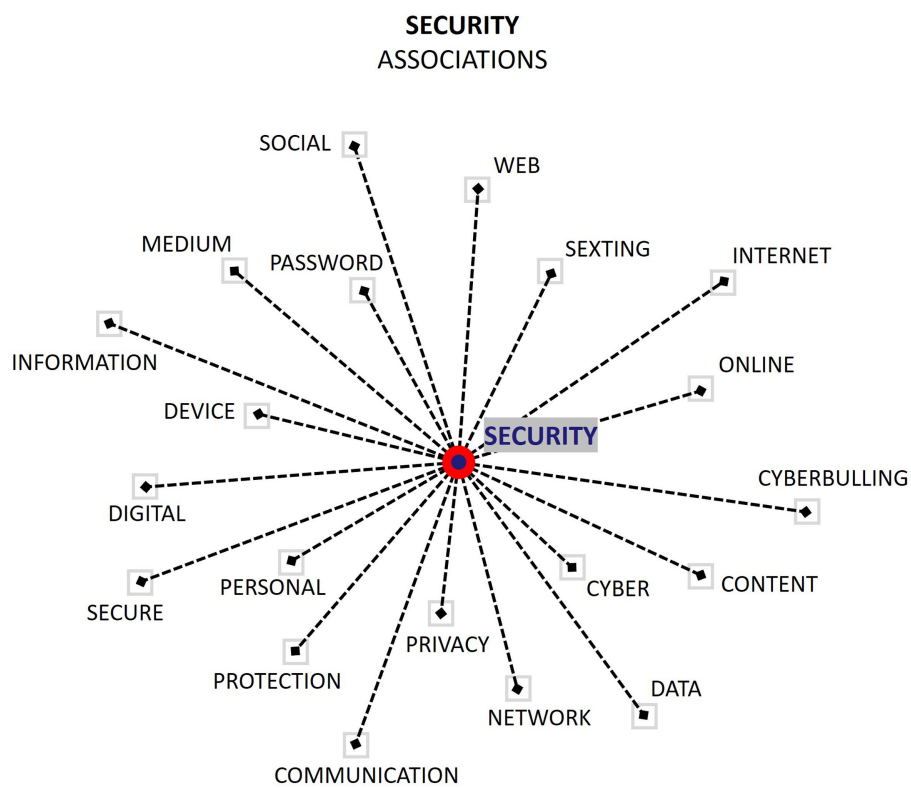 SECURITY
ASSOCIATIONS
SOCIAL
WEB
MEDIUM
PASSWORD
SEXTING
INTERNET
INFORMATION
ONLINE
DEVICE
SECURITY
CYBERBULLING
DIGITAL
PERSONAL
CYBER
CONTENT
SECURE
PRIVACY
PROTECTION
DATA
NETWORK
COMMUNICATION